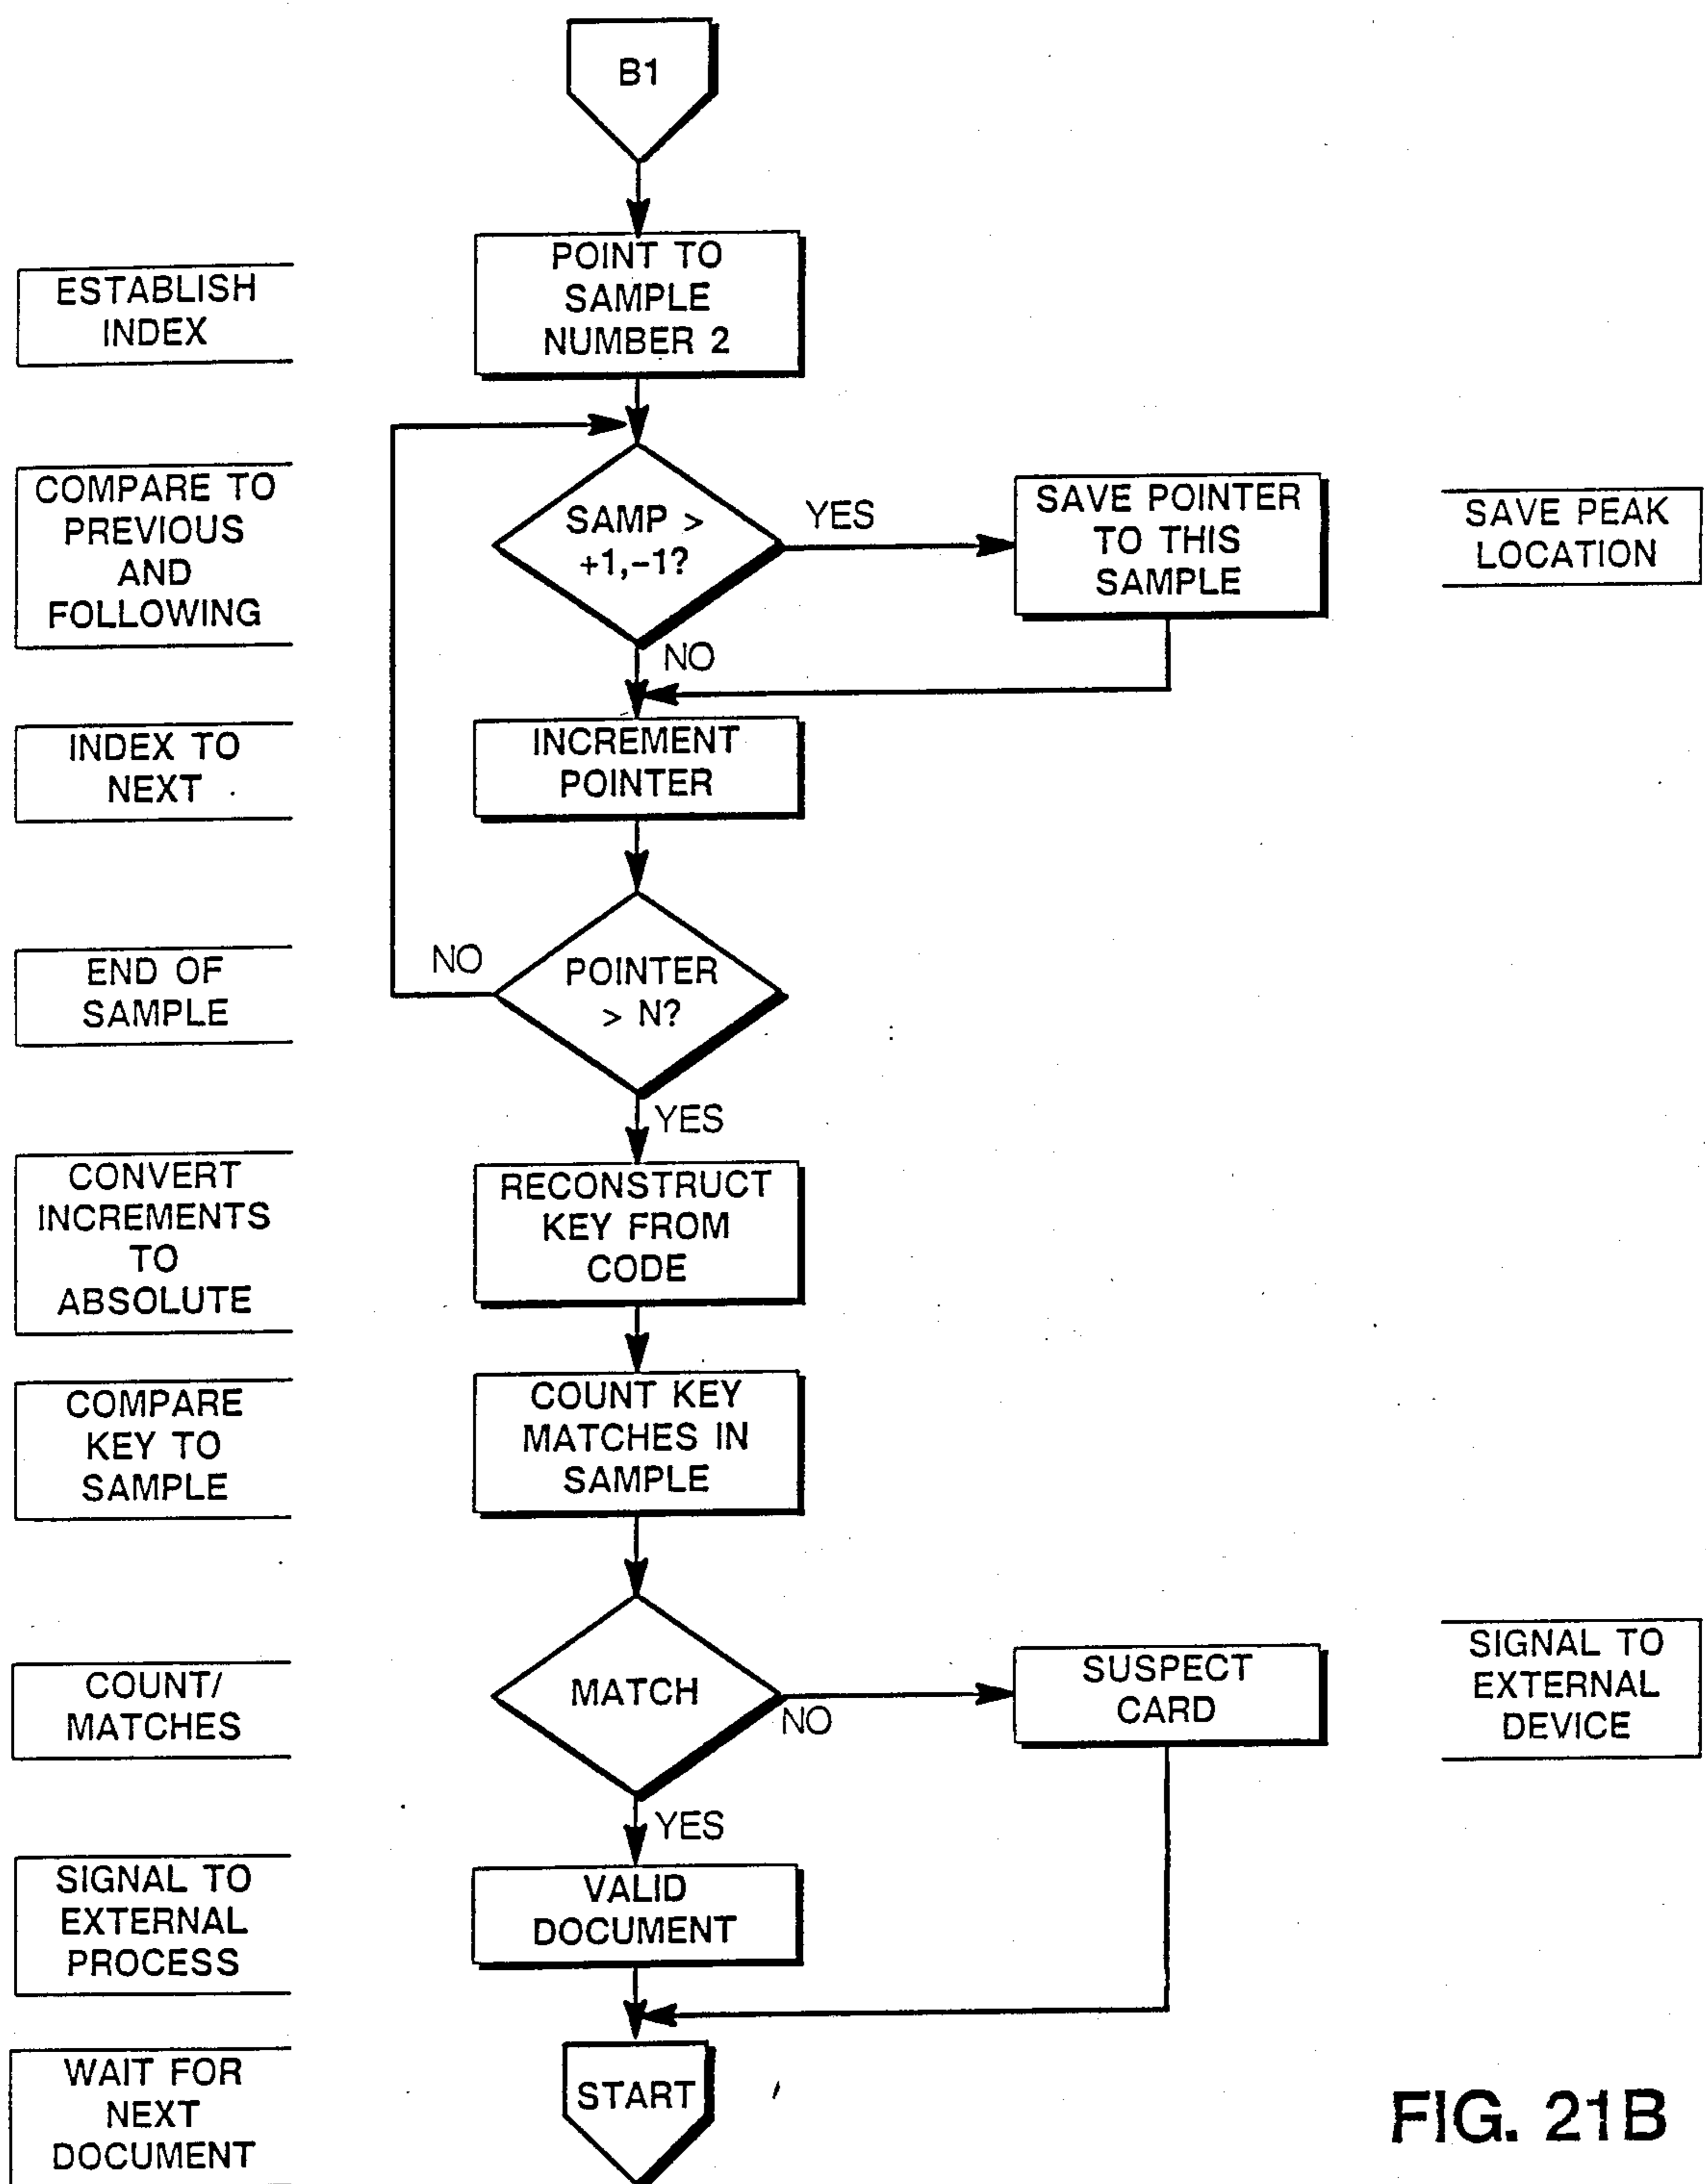 B1
ESTABLISH
INDEX
POINT TO
SAMPLE
NUMBER 2
COMPARE TO
PREVIOUS
AND
FOLLOWING
SAMP >
+1,-1?
YES
SAVE POINTER
TO THIS
SAMPLE
SAVE PEAK
LOCATION
NO
INDEX TO
NEXT
INCREMENT
POINTER
END OF
SAMPLE
NO
POINTER
> N?
YES
CONVERT
INCREMENTS
TO
ABSOLUTE
RECONSTRUCT
KEY FROM
CODE
COMPARE
KEY TO
SAMPLE
COUNT KEY
MATCHES IN
SAMPLE
COUNT/
MATCHES
MATCH
NO
SUSPECT
CARD
SIGNAL TO
EXTERNAL
DEVICE
YES
SIGNAL TO
EXTERNAL
PROCESS
VALID
DOCUMENT
WAIT FOR
NEXT
DOCUMENT
START
FIG. 21B